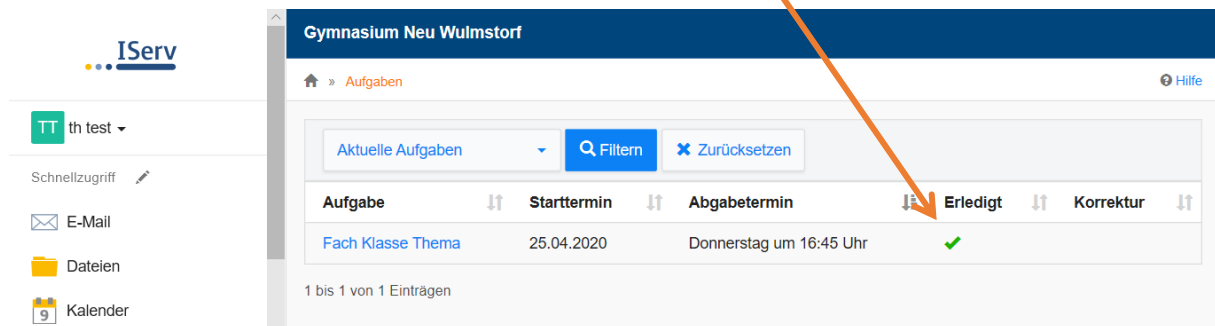 IServ
Gymnasium Neu Wulmstorf
» Aufgaben
Hilfe
TT th test
Schnellzugriff
E-Mail
Dateien
9 Kalender
Aktuelle Aufgaben Filtern Zurücksetzen
Aufgabe Starttermin Abgabetermin Erledigt Korrektur
Fach Klasse Thema 25.04.2020 Donnerstag um 16:45 Uhr
1 bis 1 von 1 Einträgen